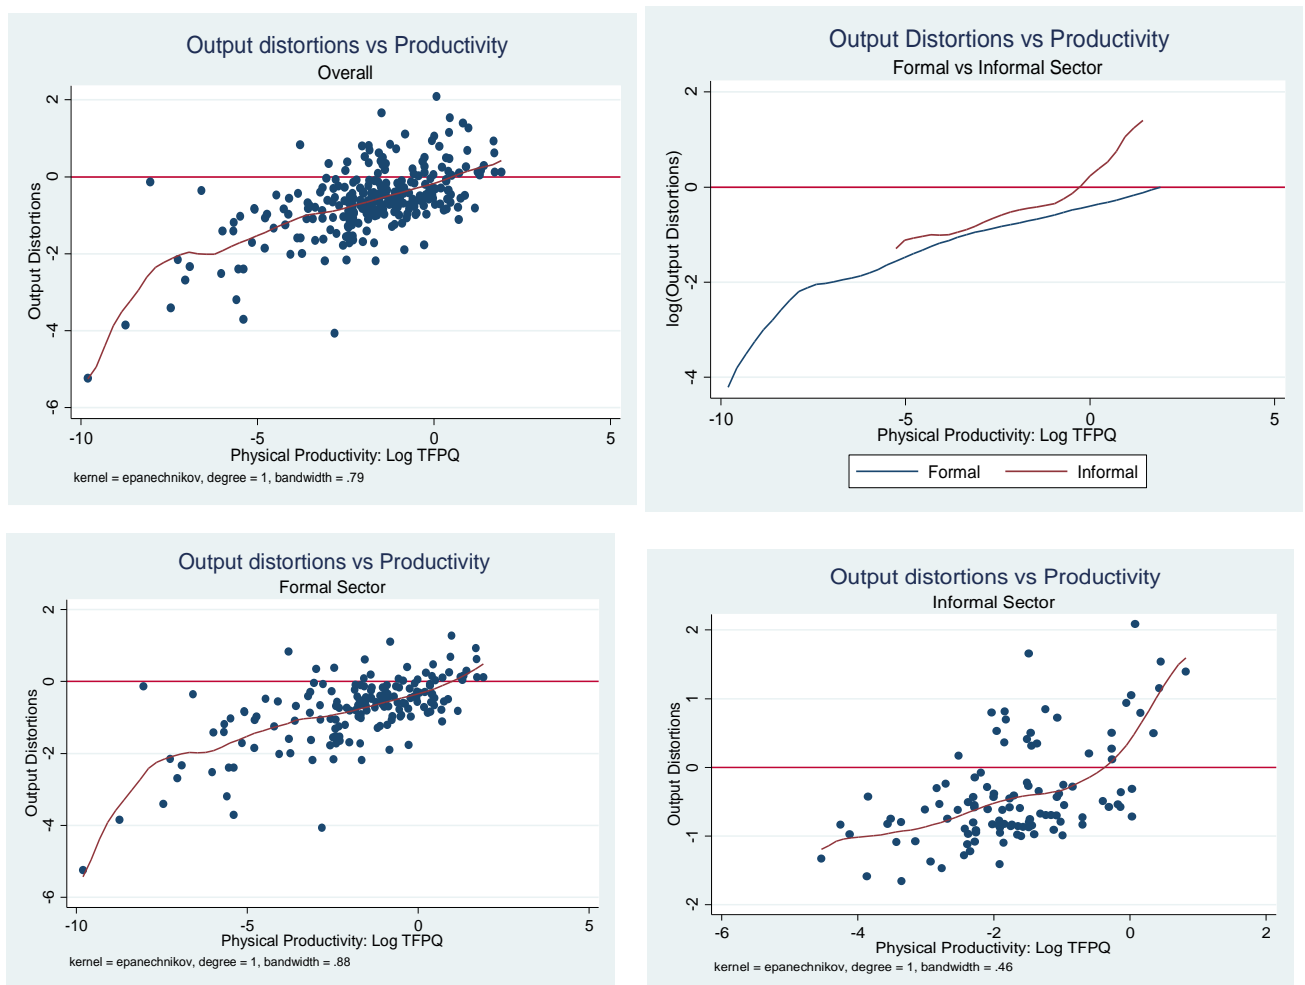 Output distortions vs Productivity
Overall
Output Distortions
2
0
-2
-4
-6
-10
-5
0
5
Physical Productivity: Log TFPQ
kernel = epanechnikov, degree = 1, bandwidth = .79
Output Distortions vs Productivity
Formal vs Informal Sector
log(Output Distortions)
2
0
-2
-4
-10
-5
0
5
Physical Productivity: Log TFPQ
Formal
Informal
Output distortions vs Productivity
Formal Sector
Output Distortions
2
0
-2
-4
-6
-10
-5
0
5
Physical Productivity: Log TFPQ
kernel = epanechnikov, degree = 1, bandwidth = .88
Output distortions vs Productivity
Informal Sector
Output Distortions
2
1
0
-1
-2
-6
-4
-2
0
2
Physical Productivity: Log TFPQ
kernel = epanechnikov, degree = 1, bandwidth = .46